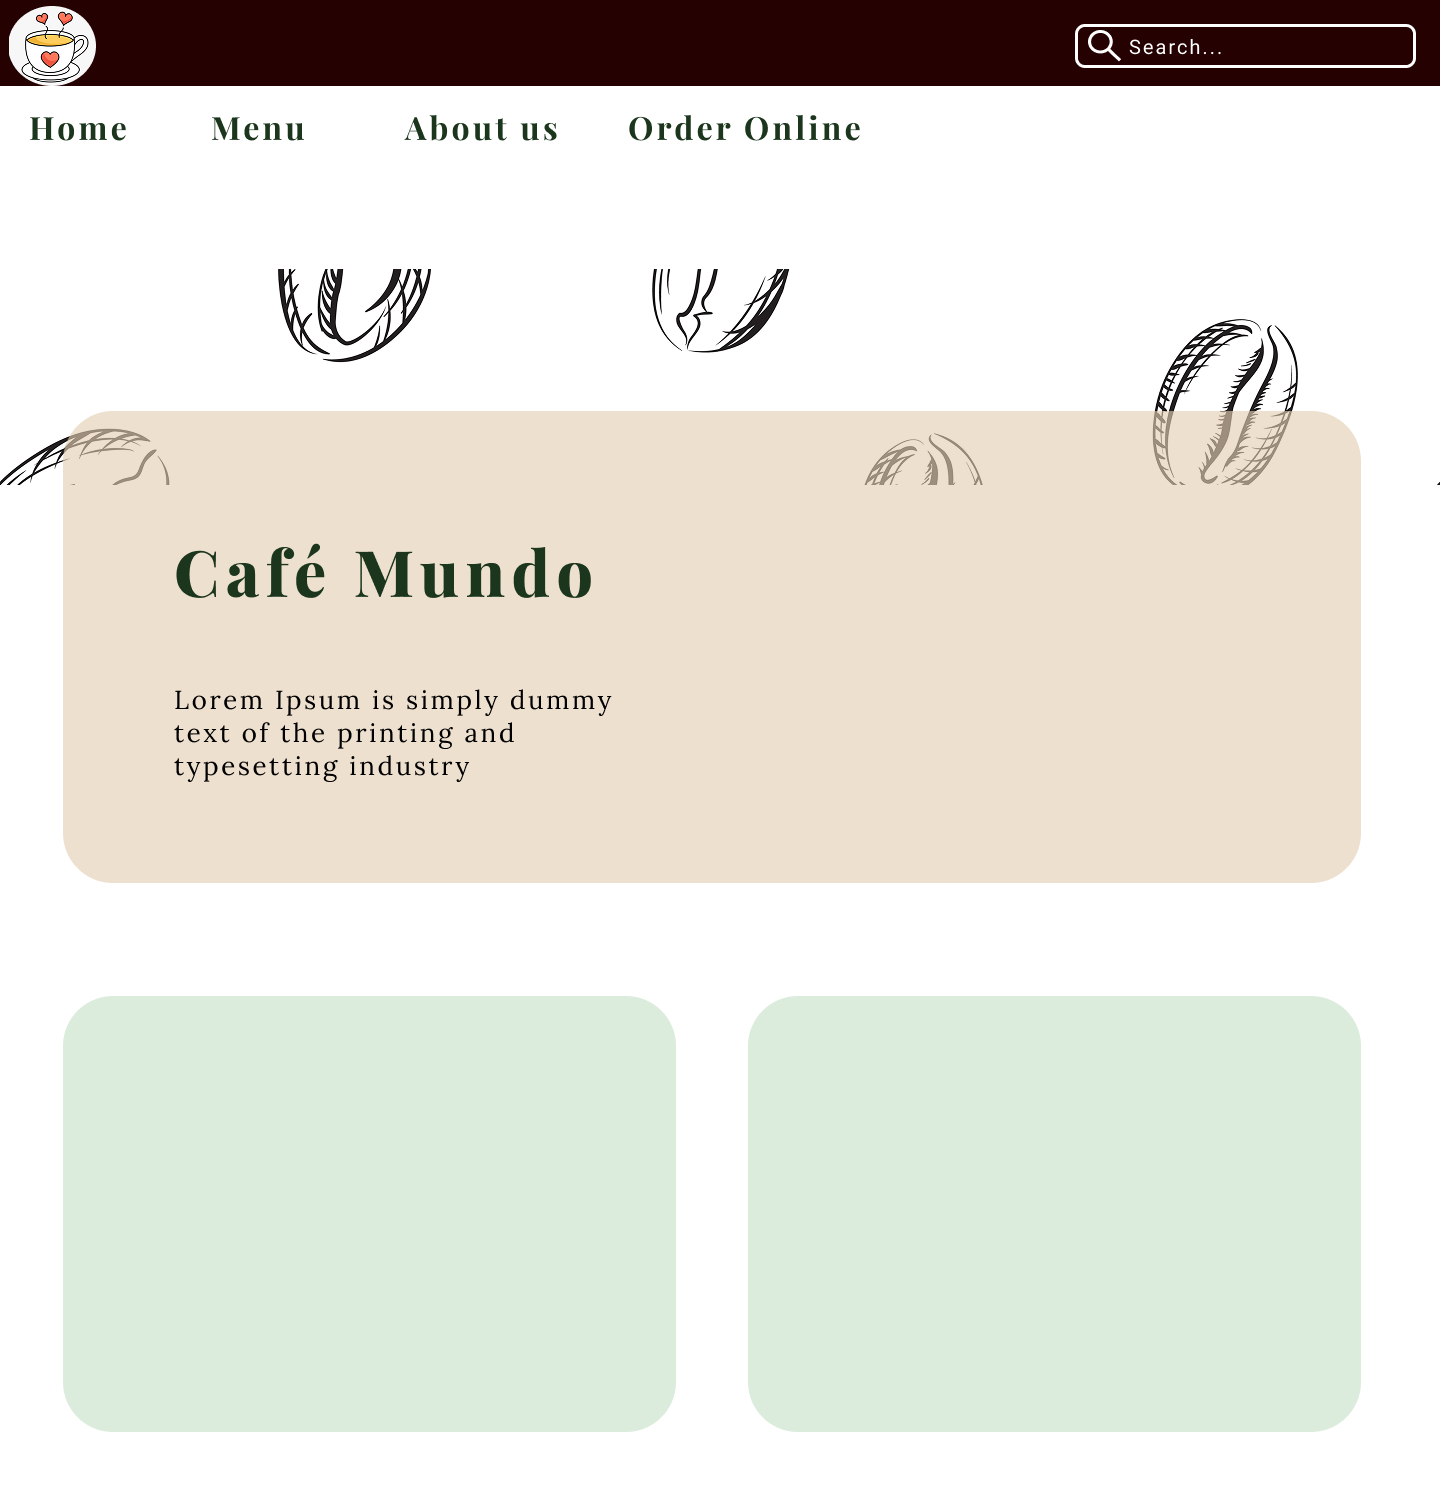 Search...
Home Menu About us Order Online
Café Mundo
Lorem Ipsum is simply dummy
text of the printing and
typesetting industry